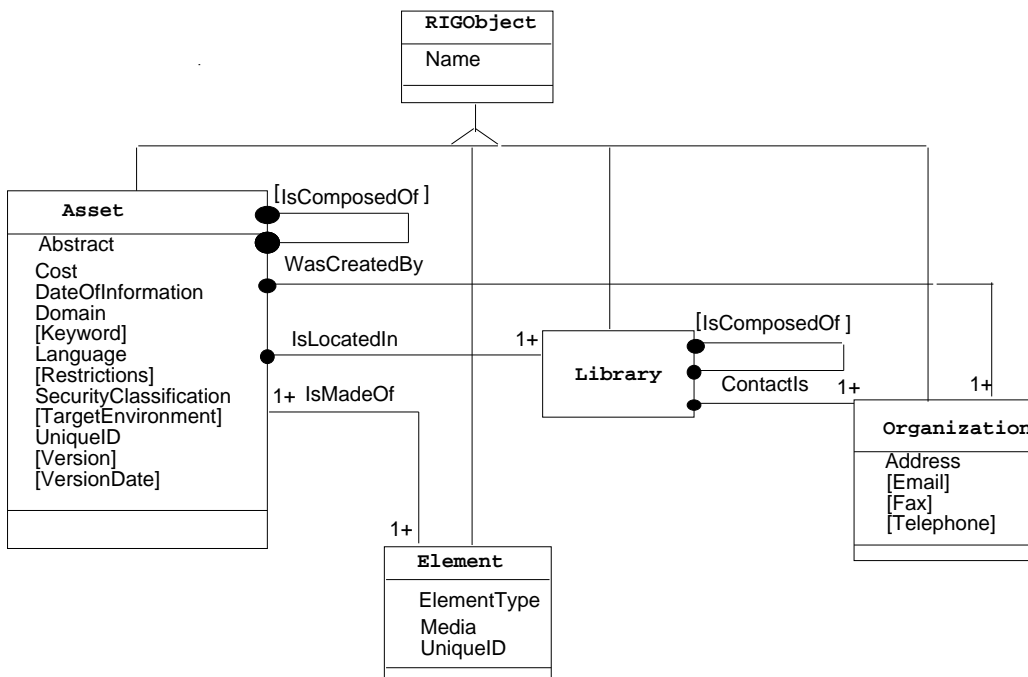 RIGObject
Name
[IsComposedOf]
Asset
Abstract
WasCreatedBy
Cost
DateOfInformation
Domain
[Keyword]
Language
[Restrictions]
SecurityClassification
[TargetEnvironment]
UniqueID
[Version]
[VersionDate]
IsLocatedIn
1+
1+ IsMadeOf
1+
[IsComposedOf]
Library
ContactIs
1+
1+
Organization
Address
[Email]
[Fax]
[Telephone]
Element
ElementType
Media
UniqueID